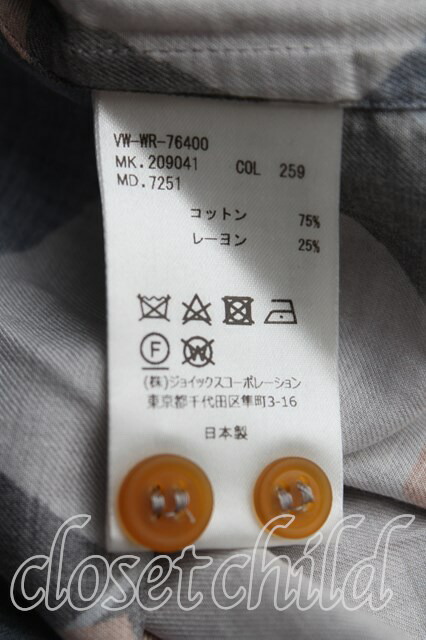 VW-WR-76400
MK.209041 COL 259
MD.7251
コットン 75%
レーヨン 25%
F W
(株)ジョイックスコーポレーション
東京都千代田区隼町3-16
日本製
closetchild